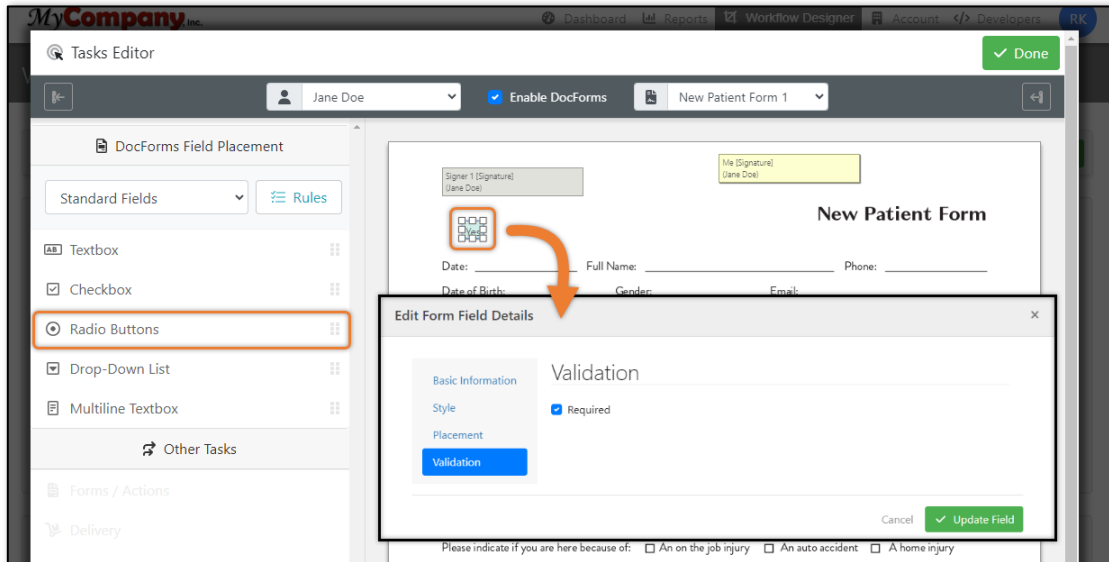 MyCompany Inc.
Dashboard Reports Workflow Designer Account Developers RK
Tasks Editor
Done
Jane Doe
Enable DocForms
New Patient Form 1
DocForms Field Placement
Standard Fields
Rules
Textbox
Checkbox
Radio Buttons
Drop-Down List
Multiline Textbox
Other Tasks
Forms / Actions
Delivery
Signer 1 [Signature]
(Jane Doe)
Me [Signature]
(Jane Doe)
Yes
New Patient Form
Date: Full Name: Phone:
Date of Birth: Gender: Email:
Edit Form Field Details
×
Basic Information
Style
Placement
Validation
Validation
Required
Cancel
Update Field
Please indicate if you are here because of: An on the job injury An auto accident A home injury